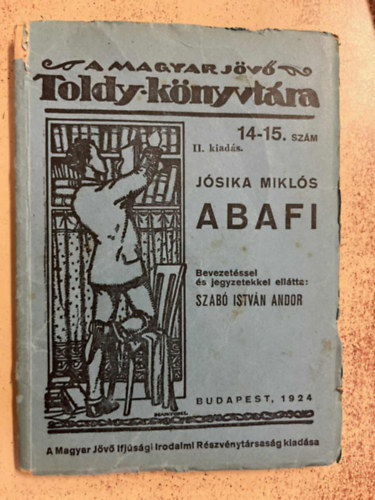 A MAGYAR JÖVŐ
Toldy-könyvtára
14-15. SZÁM
II. kiadás.
JÓSIKA MIKLÓS
ABAFI
Bevezetéssel
és jegyzetekkel ellátta:
SZABÓ ISTVÁN ANDOR
BUDAPEST, 1924
A Magyar Jövő Ifjúsági Irodalmi Részvénytársaság kiadása